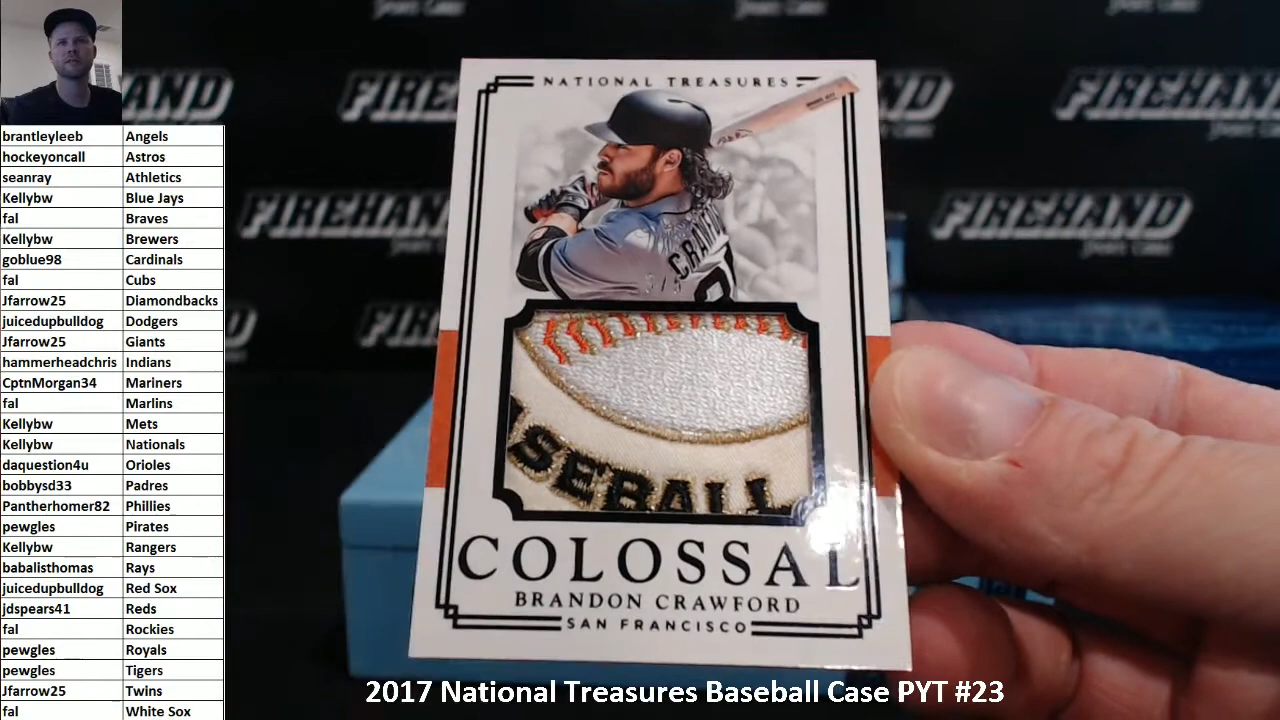 brantleyleeb Angels
hockeyoncall Astros
seanray Athletics
Kellybw Blue Jays
fal Braves
Kellybw Brewers
goblue98 Cardinals
fal Cubs
Jfarrow25 Diamondbacks
juicedupbulldog Dodgers
Jfarrow25 Giants
hammerheadchris Indians
CptnMorgan34 Mariners
fal Marlins
Kellybw Mets
Kellybw Nationals
daquestion4u Orioles
bobbysd33 Padres
Pantherhomer82 Phillies
pewgles Pirates
Kellybw Rangers
babalisthomas Rays
juicedupbulldog Red Sox
jdspears41 Reds
fal Rockies
pewgles Royals
pewgles Tigers
Jfarrow25 Twins
fal White Sox
FIREHAND
FIREHAND
FIREHAND
NATIONAL TREASURES
SEBALL
COLOSSAL
BRANDON CRAWFORD
SAN FRANCISCO
2017 National Treasures Baseball Case PYT #23